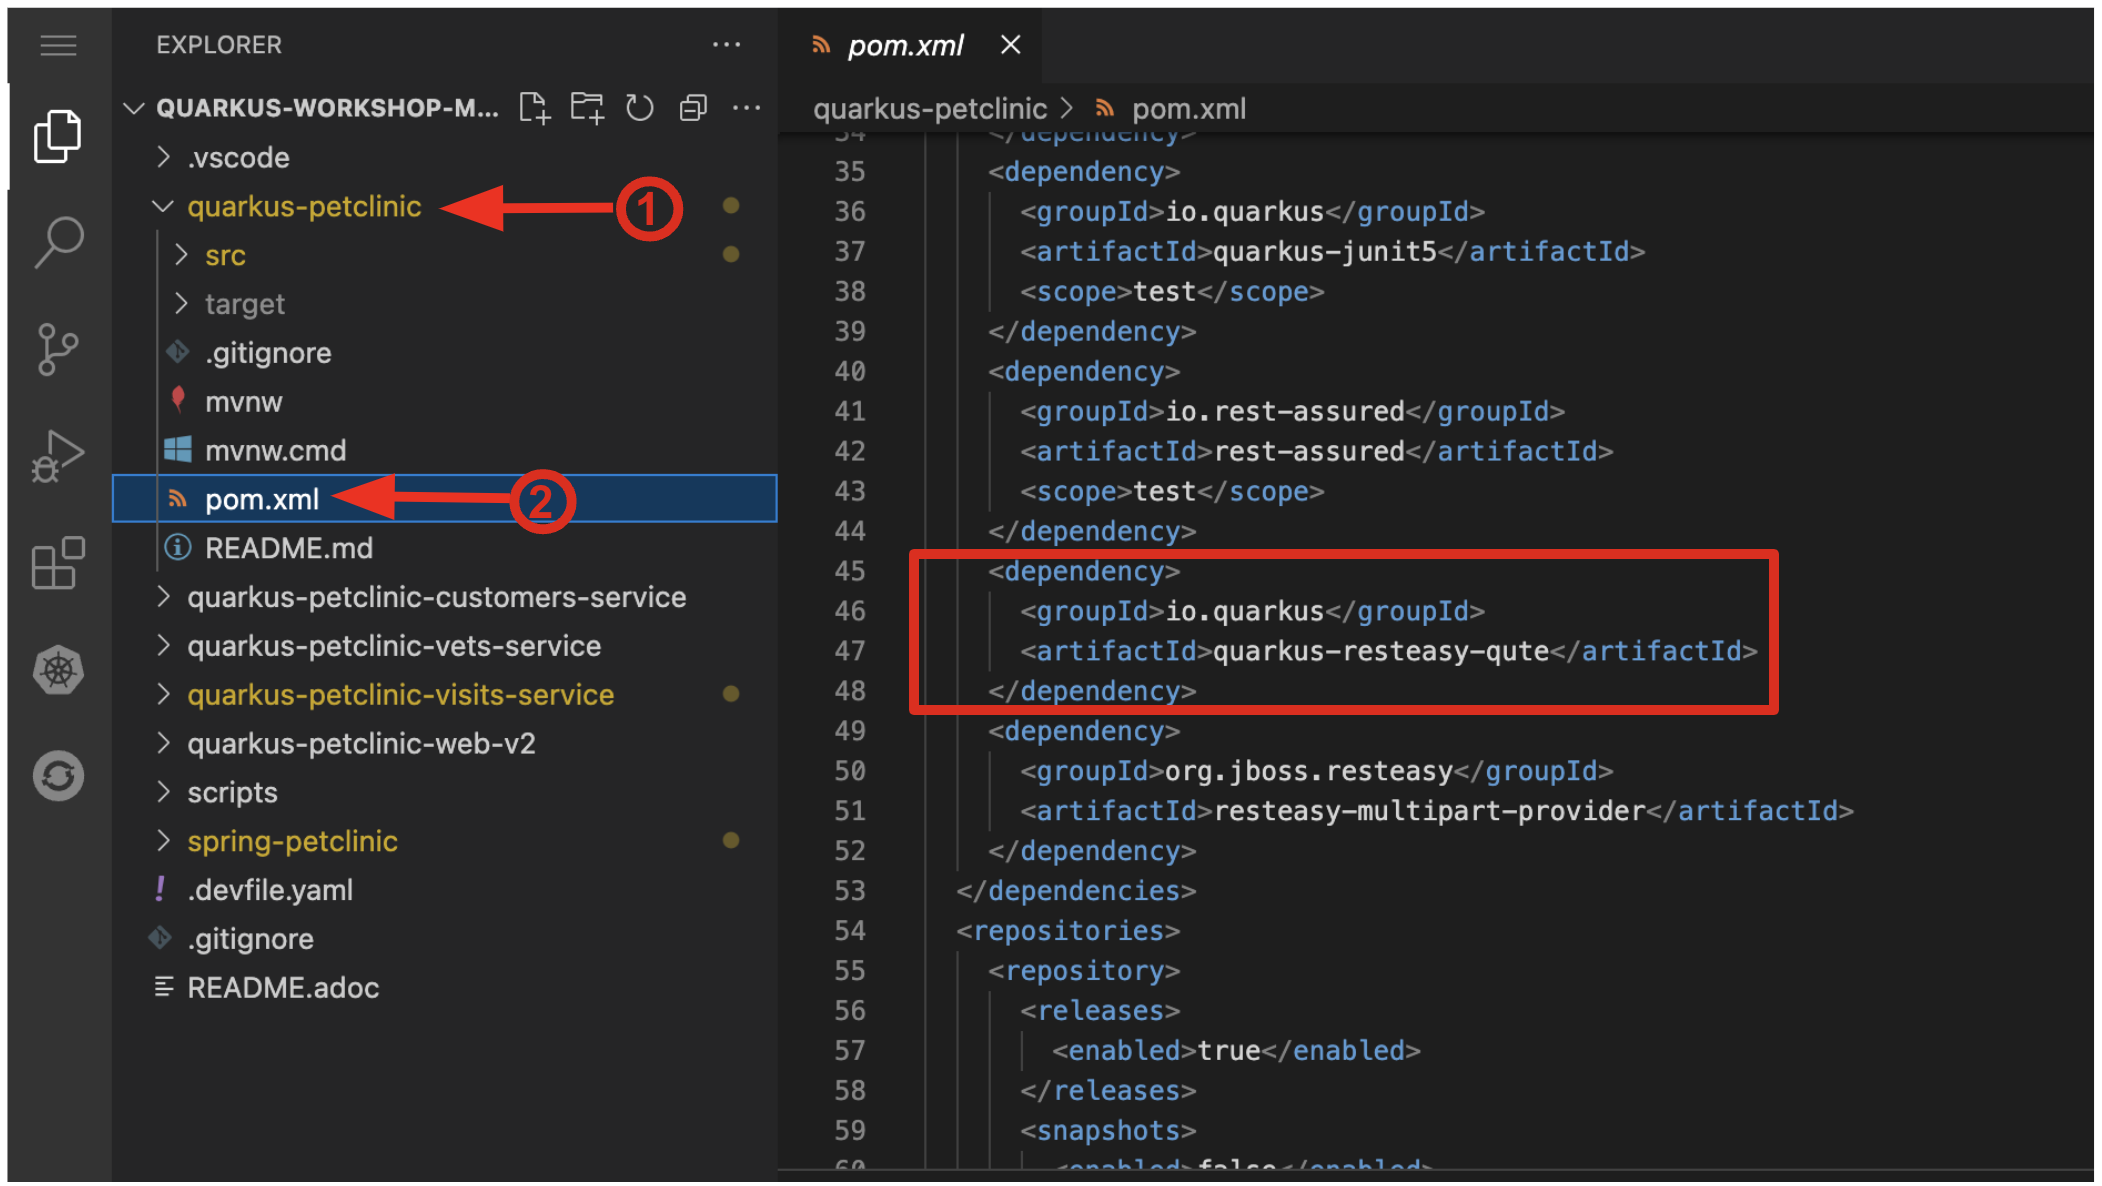 EXPLORER
QUARKUS-WORKSHOP-M...
.vscode
quarkus-petclinic
1
src
target
.gitignore
mvnw
mvnw.cmd
pom.xml
2
README.md
quarkus-petclinic-customers-service
quarkus-petclinic-vets-service
quarkus-petclinic-visits-service
quarkus-petclinic-web-v2
scripts
spring-petclinic
.devfile.yaml
.gitignore
README.adoc
pom.xml
quarkus-petclinic > pom.xml
34 </dependency>
35 <dependency>
36 <groupId>io.quarkus</groupId>
37 <artifactId>quarkus-junit5</artifactId>
38 <scope>test</scope>
39 </dependency>
40 <dependency>
41 <groupId>io.rest-assured</groupId>
42 <artifactId>rest-assured</artifactId>
43 <scope>test</scope>
44 </dependency>
45 <dependency>
46 <groupId>io.quarkus</groupId>
47 <artifactId>quarkus-resteasy-qute</artifactId>
48 </dependency>
49 <dependency>
50 <groupId>org.jboss.resteasy</groupId>
51 <artifactId>resteasy-multipart-provider</artifactId>
52 </dependency>
53 </dependencies>
54 <repositories>
55 <repository>
56 <releases>
57 <enabled>true</enabled>
58 </releases>
59 <snapshots>
60 <enabled>false</enabled>